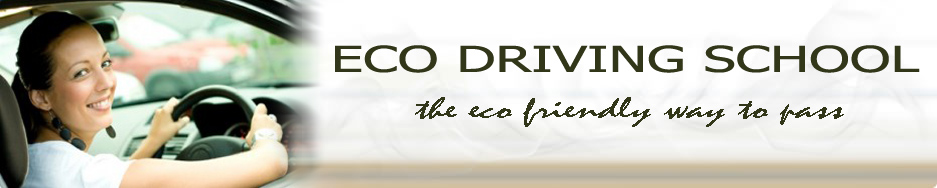 ECO DRIVING SCHOOL
the eco friendly way to pass